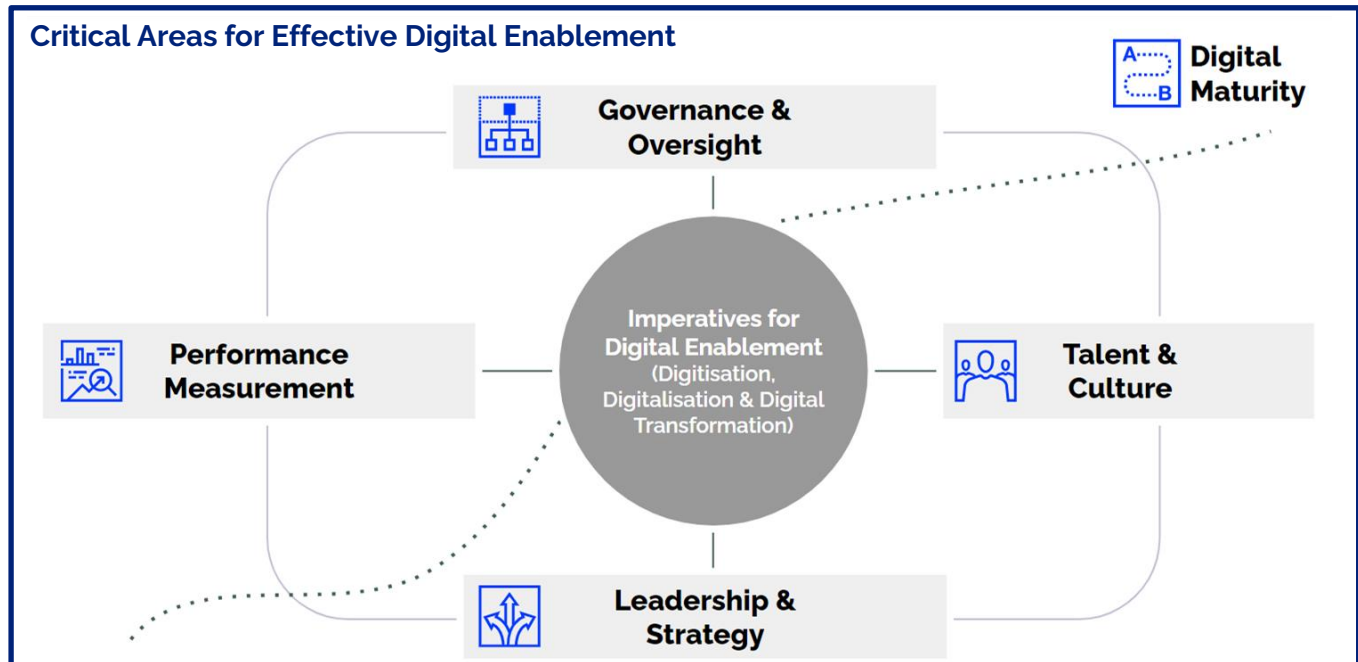 Critical Areas for Effective Digital Enablement
A
B
Digital
Maturity
Governance &
Oversight
Performance
Measurement
Imperatives for
Digital Enablement
(Digitisation,
Digitalisation & Digital
Transformation)
Talent &
Culture
Leadership &
Strategy